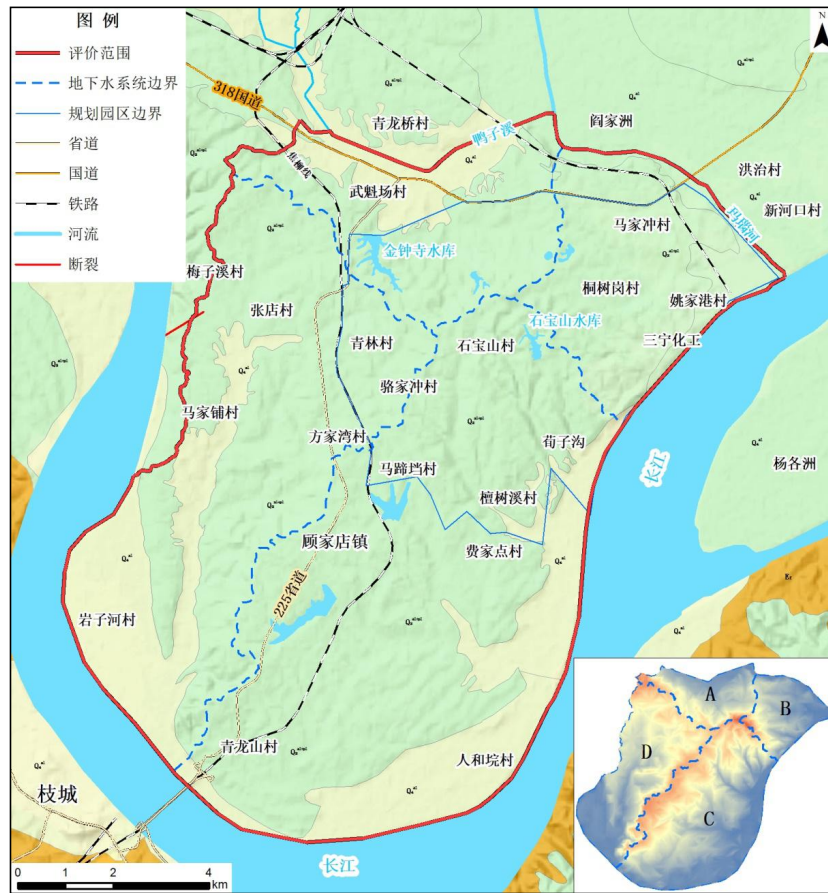 图 例
评价范围
地下水系统边界
规划园区边界
省道
国道
铁路
河流
断裂
N
318国道
焦柳线
青龙桥村
鸭子溪
阎家洲
洪治村
新河口村
玛瑙河
武魁场村
马家冲村
金钟寺水库
梅子溪村
张店村
桐树岗村
姚家港村
石宝山水库
三宁化工
青林村
石宝山村
骆家冲村
马家铺村
方家湾村
荀子沟
长江
马蹄垱村
杨各洲
檀树溪村
顾家店镇
费家点村
225省道
岩子河村
青龙山村
人和垸村
枝城
长江
A
B
D
C
0 1 2 4
km